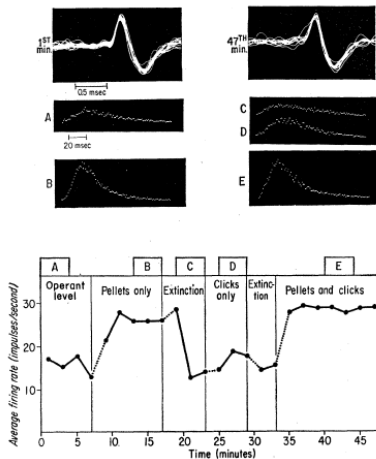 1ST
min.
47TH
min.
0.5 msec
A
20 msec
B
C
D
E
A
B
C
D
E
Operant
level
Pellets only
Extinction
Clicks
only
Extinc-
tion
Pellets and clicks
Average firing rate (impulses/second)
30
20
10
0
5
10
15
20
25
30
35
40
45
Time (minutes)